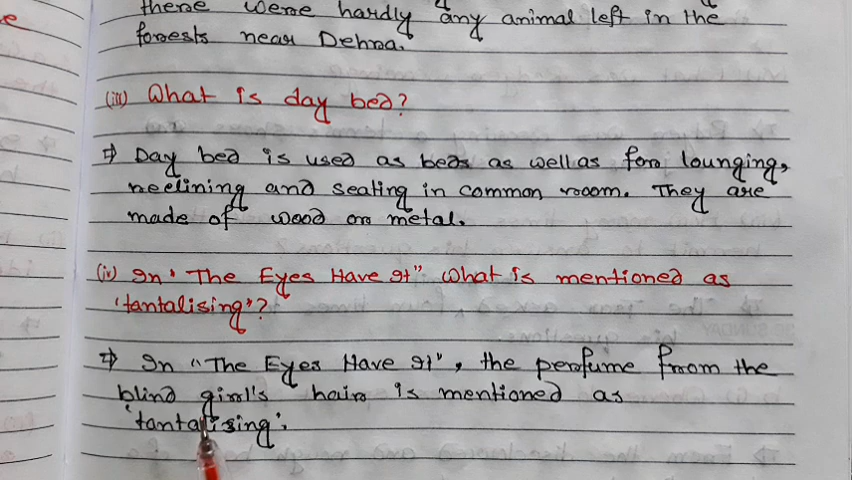 there were hardly any animal left in the
forests near Dehra.
(iii) What is day bed?
⇒ Day bed is used as beds as well as for lounging,
reclining and seating in common room. They are
made of wood or metal.
(iv) In "The Eyes Have It" what is mentioned as
'tantalising'?
⇒ In "The Eyes Have It", the perfume from the
blind girl's hair is mentioned as
'tantalising'.